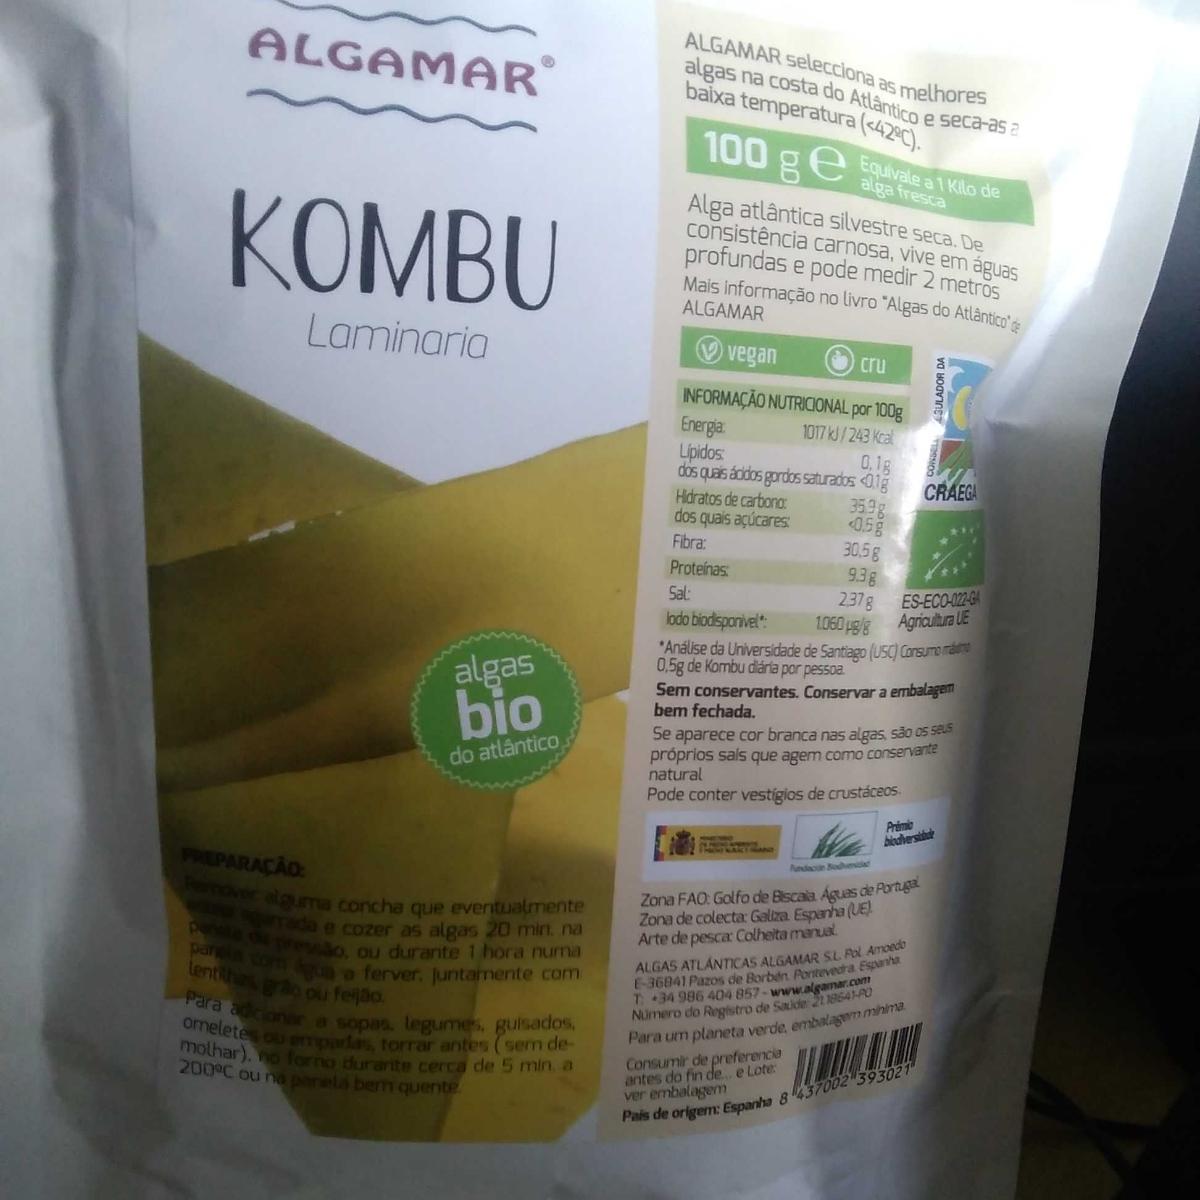 ALGAMAR®
KOMBU
Laminaria
algas
bio
do atlântico
PREPARAÇÃO:
Remover alguma concha que eventualmente
esteja agarrada e cozer as algas 20 min. na
panela de pressão, ou durante 1 hora numa
panela com água a ferver, juntamente com
lentilhas, grão ou feijão.
Para adicionar a sopas, legumes, guisados,
omeletes ou empadas, torrar antes (sem de-
molhar), no forno durante cerca de 5 min. a
200ºC ou na panela bem quente.
ALGAMAR selecciona as melhores
algas na costa do Atlântico e seca-as a
baixa temperatura (<42ºC).
100 g e Equivale a 1 Kilo de
alga fresca
Alga atlântica silvestre seca. De
consistência carnosa, vive em águas
profundas e pode medir 2 metros
Mais informação no livro "Algas do Atlântico" de
ALGAMAR
vegan cru
INFORMAÇÃO NUTRICIONAL por 100g
Energia: 1017 kJ / 243 Kcal
Lípidos: 0,1 g
dos quais ácidos gordos saturados: <0.1g
Hidratos de carbono: 35.9 g
dos quais açúcares: <0,5 g
Fibra: 30,5 g
Proteínas: 9.3 g
Sal: 2,37 g
Iodo biodisponivel*: 1.060 µg/g
CRAEGA
ES-ECO-022-GA
Agricultura UE
*Análise da Universidade de Santiago (USC) Consumo máximo
0,5g de Kombu diária por pessoa.
Sem conservantes. Conservar a embalagem
bem fechada.
Se aparece cor branca nas algas, são os seus
próprios sais que agem como conservante
natural
Pode conter vestígios de crustáceos.
MINISTERIO
DE MEDIO AMBIENTE
Y MEDIO RURAL Y MARINO
Fundación Biodiversidad
Prémio
biodiversidade
Zona FAO: Golfo de Biscaia. Águas de Portugal.
Zona de colecta: Galiza. Espanha (UE).
Arte de pesca: Colheita manual.
ALGAS ATLÁNTICAS ALGAMAR, S.L. Pol. Amoedo
E-36841 Pazos de Borbén. Pontevedra. Espanha.
T: +34 986 404 857 - www.algamar.com
Número do Registro de Saúde: 21.18641-PO
Para um planeta verde, embalagem mínima.
Consumir de preferencia
antes do fin de... e Lote:
ver embalagem
País de origem: Espanha
8 437002 393021